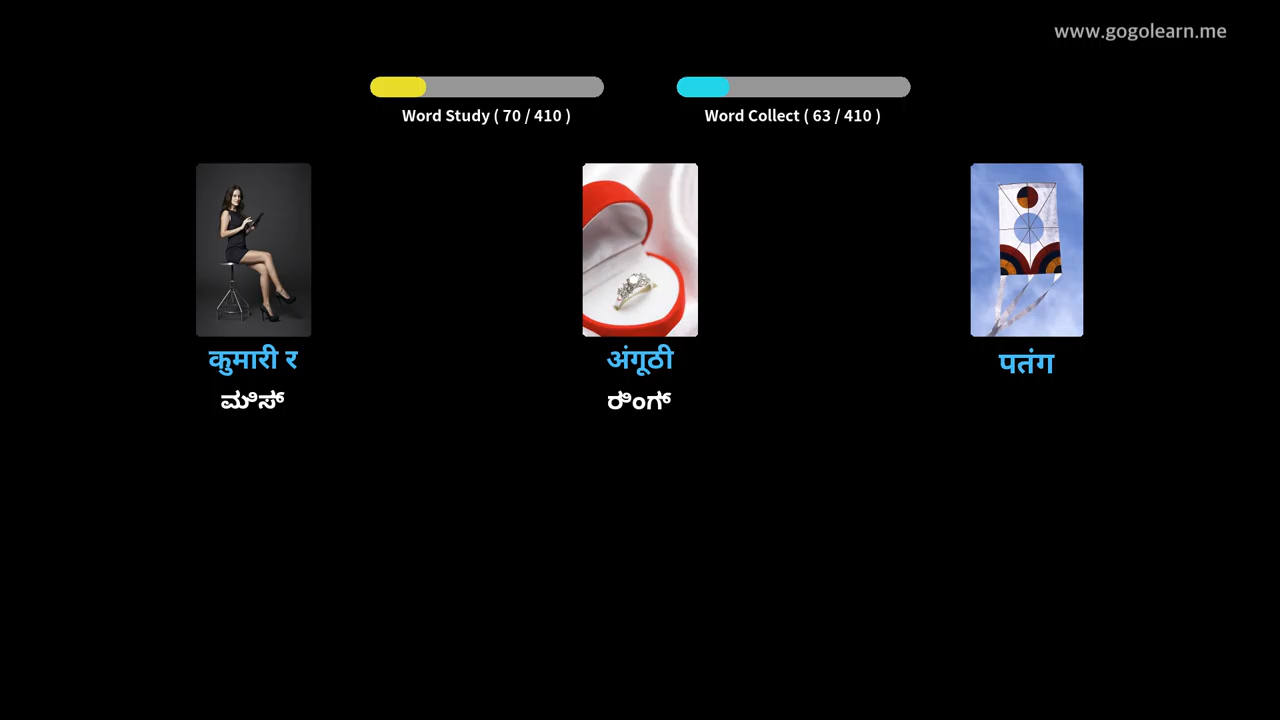 www.gogolearn.me
Word Study ( 70 / 410 )
Word Collect ( 63 / 410 )
कुमारी र
अंगूठी
पतंग
ಮಿಸ್
ರಿಂಗ್